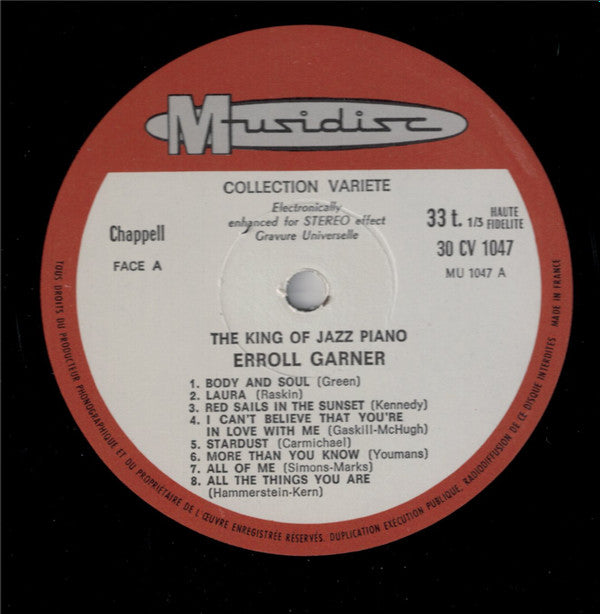 Musidisc
COLLECTION VARIETE
Electronically
enhanced for STEREO effect
Gravure Universelle
Chappell
FACE A
33 t. 1/3 HAUTE
FIDELITE
30 CV 1047
MU 1047 A
THE KING OF JAZZ PIANO
ERROLL GARNER
1. BODY AND SOUL (Green)
2. LAURA (Raskin)
3. RED SAILS IN THE SUNSET (Kennedy)
4. I CAN'T BELIEVE THAT YOU'RE
IN LOVE WITH ME (Gaskill-McHugh)
5. STARDUST (Carmichael)
6. MORE THAN YOU KNOW (Youmans)
7. ALL OF ME (Simons-Marks)
8. ALL THE THINGS YOU ARE
(Hammerstein-Kern)
TOUS DROITS DU PRODUCTEUR PHONOGRAPHIQUE ET DU PROPRIÉTAIRE DE L'ŒUVRE ENREGISTRÉE RÉSERVÉS. DUPLICATION EXÉCUTION PUBLIQUE, RADIODIFFUSION DE CE DISQUE INTERDITES. MADE IN FRANCE